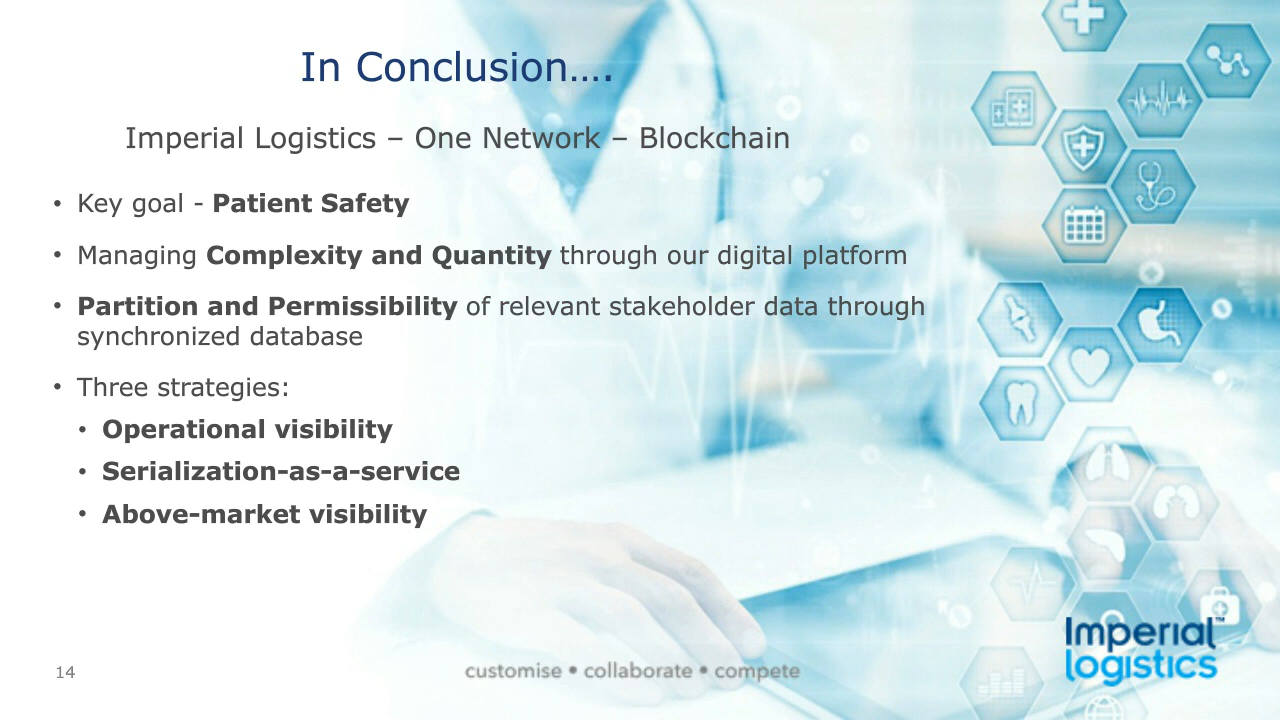 In Conclusion....
Imperial Logistics – One Network – Blockchain
• Key goal - Patient Safety
• Managing Complexity and Quantity through our digital platform
• Partition and Permissibility of relevant stakeholder data through
synchronized database
• Three strategies:
• Operational visibility
• Serialization-as-a-service
• Above-market visibility
14
customise • collaborate • compete
Imperial™
logistics